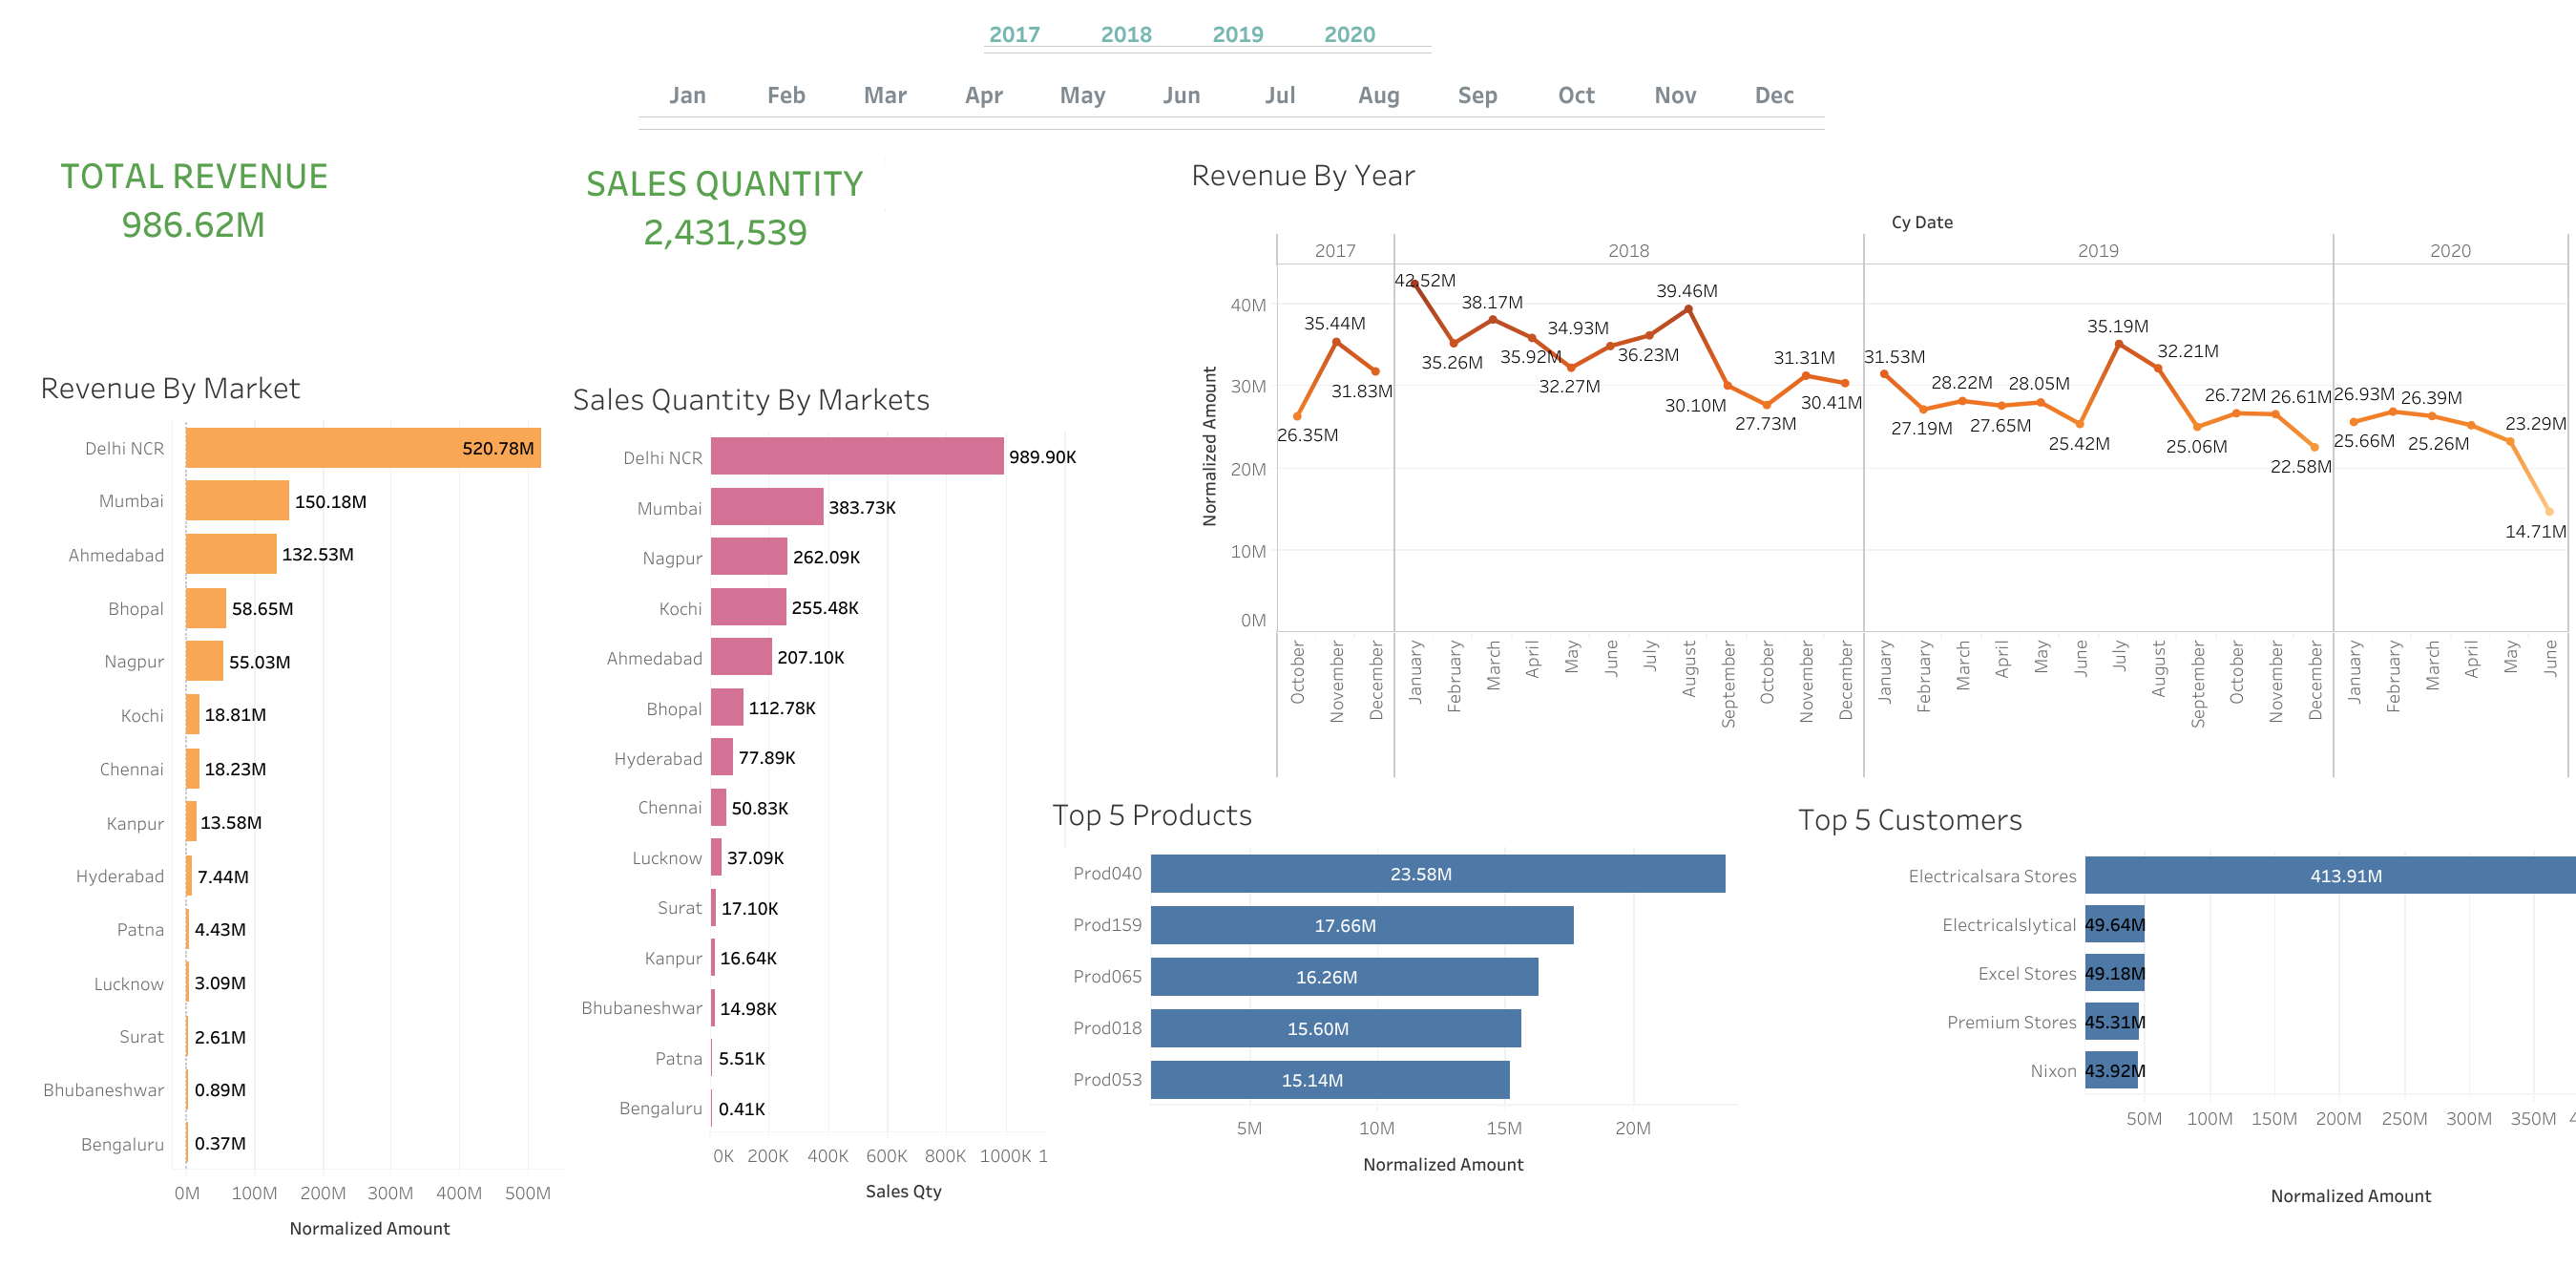 2017 2018 2019 2020
Jan Feb Mar Apr May Jun Jul Aug Sep Oct Nov Dec
TOTAL REVENUE
986.62M
SALES QUANTITY
2,431,539
Revenue By Market
Delhi NCR 520.78M
Mumbai 150.18M
Ahmedabad 132.53M
Bhopal 58.65M
Nagpur 55.03M
Kochi 18.81M
Chennai 18.23M
Kanpur 13.58M
Hyderabad 7.44M
Patna 4.43M
Lucknow 3.09M
Surat 2.61M
Bhubaneshwar 0.89M
Bengaluru 0.37M
0M 100M 200M 300M 400M 500M
Normalized Amount
Sales Quantity By Markets
Delhi NCR 989.90K
Mumbai 383.73K
Nagpur 262.09K
Kochi 255.48K
Ahmedabad 207.10K
Bhopal 112.78K
Hyderabad 77.89K
Chennai 50.83K
Lucknow 37.09K
Surat 17.10K
Kanpur 16.64K
Bhubaneshwar 14.98K
Patna 5.51K
Bengaluru 0.41K
0K 200K 400K 600K 800K 1000K 1
Sales Qty
Revenue By Year
Cy Date
2017 2018 2019 2020
Normalized Amount
40M
30M
20M
10M
0M
26.35M 35.44M 31.83M
42.52M 35.26M 38.17M 35.92M 32.27M 34.93M 36.23M 39.46M 30.10M 27.73M 31.31M 30.41M
31.53M 27.19M 28.22M 27.65M 28.05M 25.42M 35.19M 32.21M 25.06M 26.72M 26.61M 22.58M
25.66M 26.93M 26.39M 25.26M 23.29M 14.71M
October November December January February March April May June July August September October November December January February March April May June July August September October November December January February March April May June
Top 5 Products
Prod040 23.58M
Prod159 17.66M
Prod065 16.26M
Prod018 15.60M
Prod053 15.14M
5M 10M 15M 20M
Normalized Amount
Top 5 Customers
Electricalsara Stores 413.91M
Electricalslytical 49.64M
Excel Stores 49.18M
Premium Stores 45.31M
Nixon 43.92M
50M 100M 150M 200M 250M 300M 350M
Normalized Amount